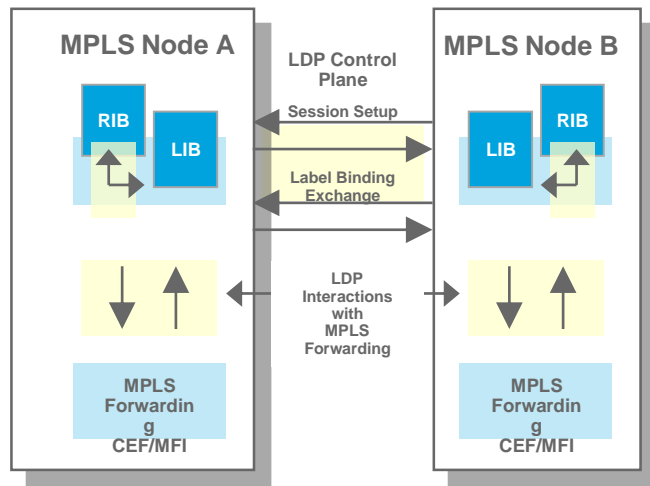 MPLS Node A
MPLS Node B
LDP Control
Plane
Session Setup
RIB
LIB
LIB
RIB
Label Binding
Exchange
LDP
Interactions
with
MPLS
Forwarding
MPLS
Forwardin
g
CEF/MFI
MPLS
Forwardin
g
CEF/MFI